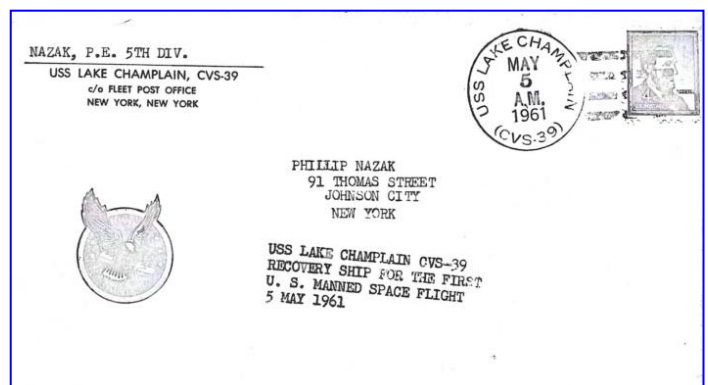 NAZAK, P.E. 5TH DIV.
USS LAKE CHAMPLAIN, CVS-39
c/o FLEET POST OFFICE
NEW YORK, NEW YORK
USS LAKE CHAMPLAIN
MAY
5
A.M.
1961
(CVS-39)
PHILLIP NAZAK
91 THOMAS STREET
JOHNSON CITY
NEW YORK
USS LAKE CHAMPLAIN CVS-39
RECOVERY SHIP FOR THE FIRST
U. S. MANNED SPACE FLIGHT
5 MAY 1961